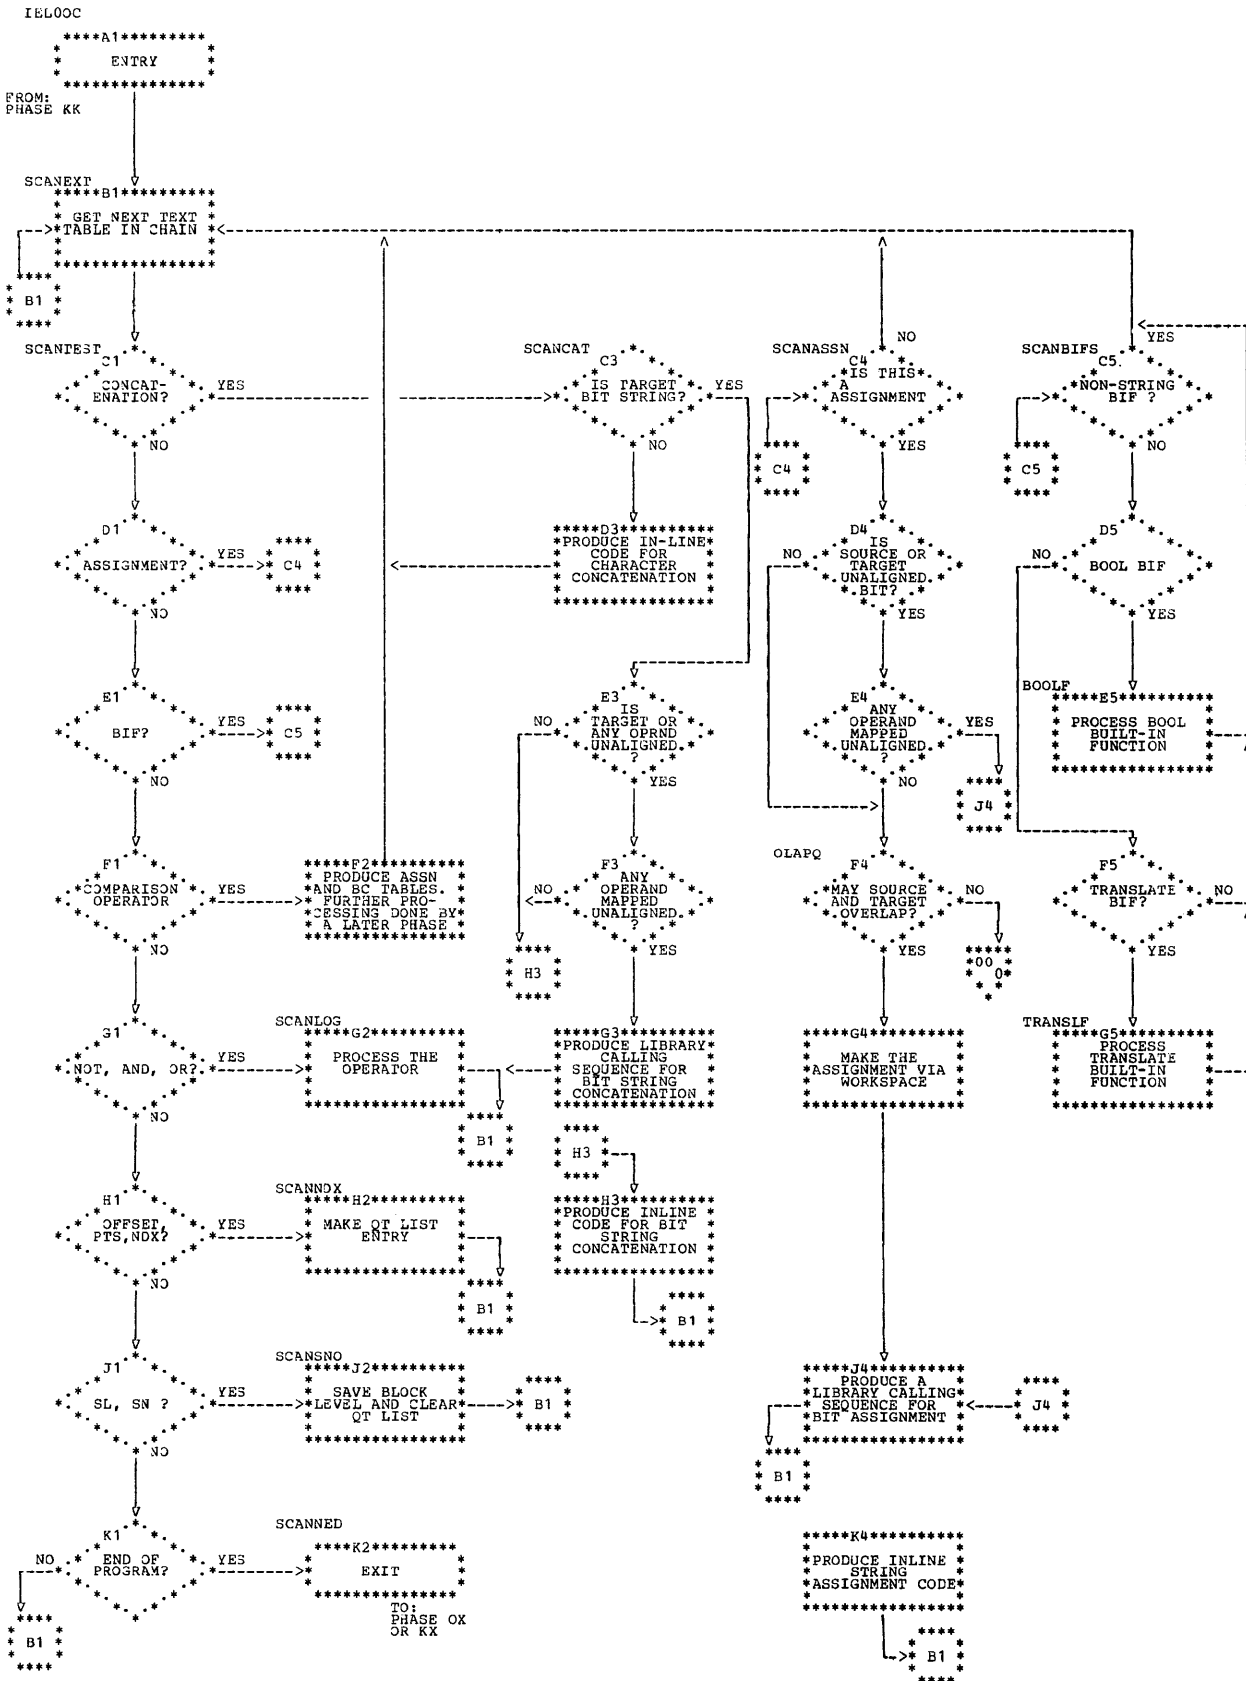 IEL0OC
A1
ENTRY
FROM:
PHASE KK
SCANEXT
B1
GET NEXT TEXT
TABLE IN CHAIN
B1
SCANTEST
C1
CONCAT-
ENATION?
YES
NO
SCANCAT
C3
IS TARGET
BIT STRING?
YES
NO
SCANASSN
NO
C4
IS THIS
A
ASSIGNMENT
YES
C4
SCANBIFS
YES
C5
NON-STRING
BIF ?
NO
C5
D1
ASSIGNMENT?
YES
C4
NO
D3
PRODUCE IN-LINE
CODE FOR
CHARACTER
CONCATENATION
D4
IS
SOURCE OR
TARGET
UNALIGNED
BIT?
NO
YES
D5
BOOL BIF
NO
YES
E1
BIF?
YES
C5
NO
E3
IS
TARGET OR
ANY OPRND
UNALIGNED
?
NO
YES
E4
ANY
OPERAND
MAPPED
UNALIGNED
?
YES
NO
J4
BOOLF
E5
PROCESS BOOL
BUILT-IN
FUNCTION
F1
COMPARISON
OPERATOR
YES
NO
F2
PRODUCE ASSN
AND BC TABLES.
FURTHER PRO-
CESSING DONE BY
A LATER PHASE
F3
ANY
OPERAND
MAPPED
UNALIGNED
?
NO
YES
H3
OLAPQ
F4
MAY SOURCE
AND TARGET
OVERLAP?
NO
YES
OO
O
F5
TRANSLATE
BIF?
NO
YES
G1
NOT, AND, OR?
YES
NO
SCANLOG
G2
PROCESS THE
OPERATOR
B1
G3
PRODUCE LIBRARY
CALLING
SEQUENCE FOR
BIT STRING
CONCATENATION
G4
MAKE THE
ASSIGNMENT VIA
WORKSPACE
TRANSLF
G5
PROCESS
TRANSLATE
BUILT-IN
FUNCTION
H3
H1
OFFSET,
PTS,NDX?
YES
NO
SCANNDX
H2
MAKE QT LIST
ENTRY
B1
H3
PRODUCE INLINE
CODE FOR BIT
STRING
CONCATENATION
B1
J1
SL, SN ?
YES
NO
SCANSNO
J2
SAVE BLOCK
LEVEL AND CLEAR
QT LIST
B1
J4
PRODUCE A
LIBRARY CALLING
SEQUENCE FOR
BIT ASSIGNMENT
J4
B1
K1
END OF
PROGRAM?
NO
YES
B1
SCANNED
K2
EXIT
TO:
PHASE OX
OR KX
K4
PRODUCE INLINE
STRING
ASSIGNMENT CODE
B1